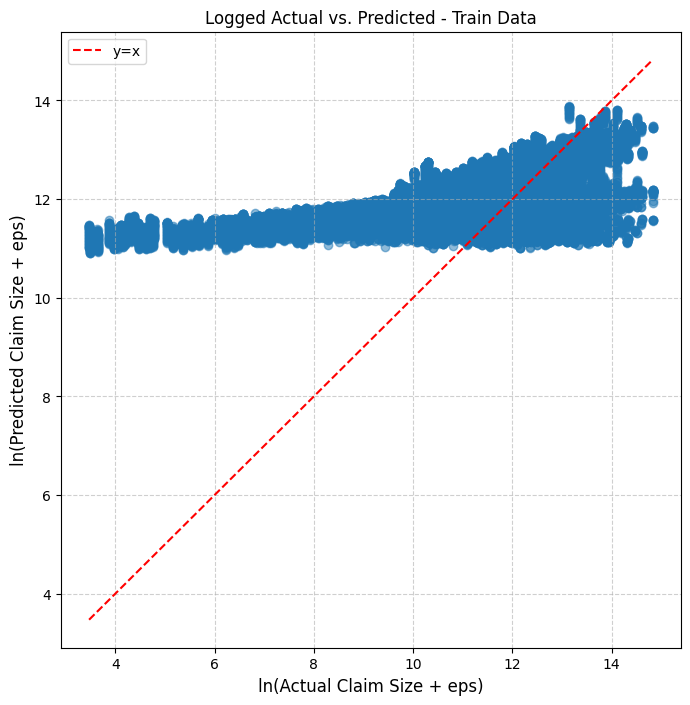 Logged Actual vs. Predicted - Train Data
y=x
14
12
10
8
6
4
ln(Predicted Claim Size + eps)
4 6 8 10 12 14
ln(Actual Claim Size + eps)